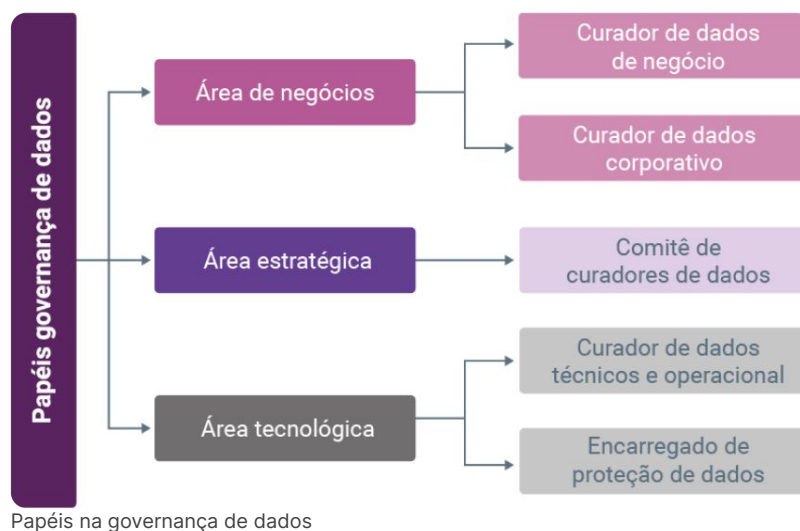 Papéis governança de dados
Área de negócios
Curador de dados
de negócio
Curador de dados
corporativo
Área estratégica
Comitê de
curadores de dados
Área tecnológica
Curador de dados
técnicos e operacional
Encarregado de
proteção de dados
Papéis na governança de dados